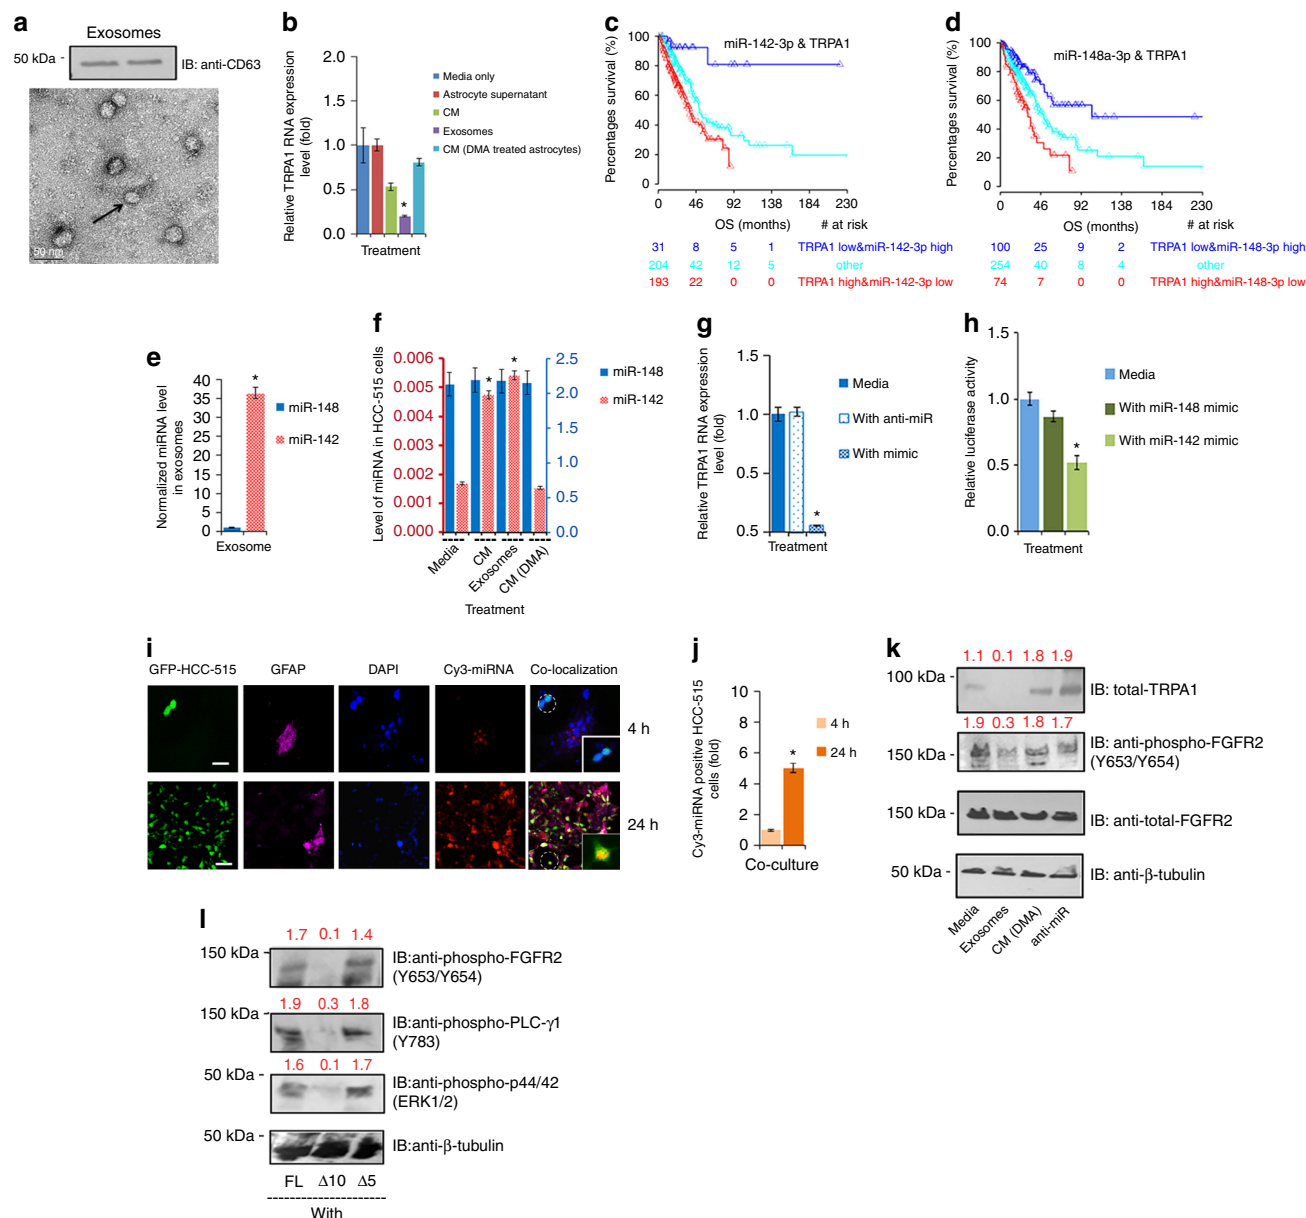 a
Exosomes
50 kDa -
IB: anti-CD63
50 nm
b
Relative TRPA1 RNA expression
level (fold)
2.0
1.5
1.0
0.5
0.0
*
Treatment
Media only
Astrocyte supernatant
CM
Exosomes
CM (DMA treated astrocytes)
c
miR-142-3p & TRPA1
Percentages survival (%)
100
80
60
40
20
0
0 46 92 138 184 230
OS (months) # at risk
31 8 5 1 TRPA1 low&miR-142-3p high
204 42 12 5 other
193 22 0 0 TRPA1 high&miR-142-3p low
d
miR-148a-3p & TRPA1
Percentages survival (%)
100
80
60
40
20
0
0 46 92 138 184 230
OS (months) # at risk
100 25 9 2 TRPA1 low&miR-148-3p high
254 40 8 4 other
74 7 0 0 TRPA1 high&miR-148-3p low
e
Normalized miRNA level
in exosomes
40
35
30
25
20
15
10
5
0
*
Exosome
miR-148
miR-142
f
Level of miRNA in HCC-515 cells
0.006
0.005
0.004
0.003
0.002
0.001
0.000
* *
2.5
2.0
1.5
1.0
0.5
0.0
Media
CM
Exosomes
CM (DMA)
Treatment
miR-148
miR-142
g
Relative TRPA1 RNA expression
level (fold)
1.5
1.0
0.5
*
Treatment
Media
With anti-miR
With mimic
h
Relative luciferase activity
1.5
1.0
0.5
0.0
*
Treatment
Media
With miR-148 mimic
With miR-142 mimic
i
GFP-HCC-515 GFAP DAPI Cy3-miRNA Co-localization
4 h
24 h
j
Cy3-miRNA positive HCC-515
cells (fold)
10
8
6
4
2
0
*
Co-culture
4 h
24 h
k
1.1 0.1 1.8 1.9
100 kDa -
IB: total-TRPA1
1.9 0.3 1.8 1.7
150 kDa -
IB: anti-phospho-FGFR2
(Y653/Y654)
150 kDa -
IB: anti-total-FGFR2
50 kDa -
IB: anti-β-tubulin
Media
Exosomes
CM (DMA)
anti-miR
l
1.7 0.1 1.4
150 kDa -
IB:anti-phospho-FGFR2
(Y653/Y654)
150 kDa -
1.9 0.3 1.8
IB:anti-phospho-PLC-γ1
(Y783)
1.6 0.1 1.7
50 kDa -
IB:anti-phospho-p44/42
(ERK1/2)
50 kDa -
IB:anti-β-tubulin
FL Δ10 Δ5
With